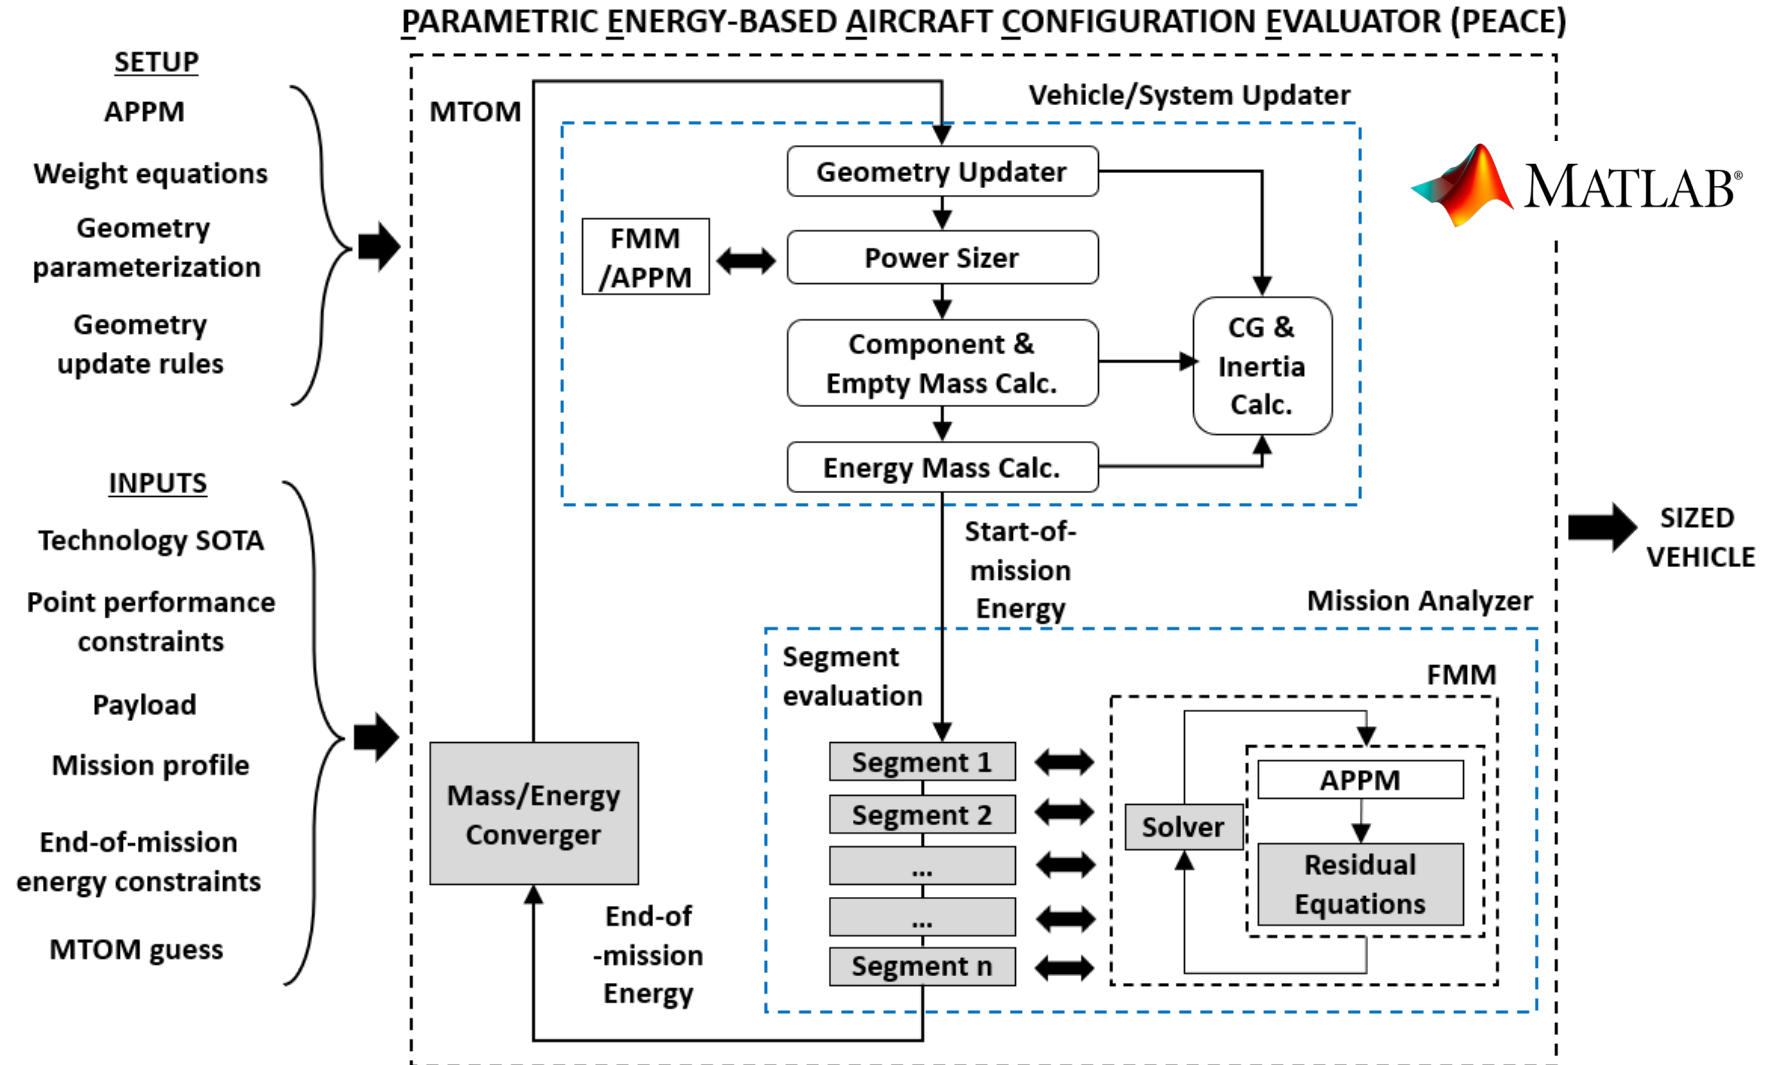 PARAMETRIC ENERGY-BASED AIRCRAFT CONFIGURATION EVALUATOR (PEACE)
SETUP
APPM
Weight equations
Geometry
parameterization
Geometry
update rules
INPUTS
Technology SOTA
Point performance
constraints
Payload
Mission profile
End-of-mission
energy constraints
MTOM guess
MTOM
Vehicle/System Updater
Geometry Updater
FMM
/APPM
Power Sizer
Component &
Empty Mass Calc.
Energy Mass Calc.
CG &
Inertia
Calc.
MATLAB®
Start-of-
mission
Energy
SIZED
VEHICLE
Mission Analyzer
Segment
evaluation
Segment 1
Segment 2
...
...
Segment n
FMM
APPM
Solver
Residual
Equations
Mass/Energy
Converger
End-of
-mission
Energy